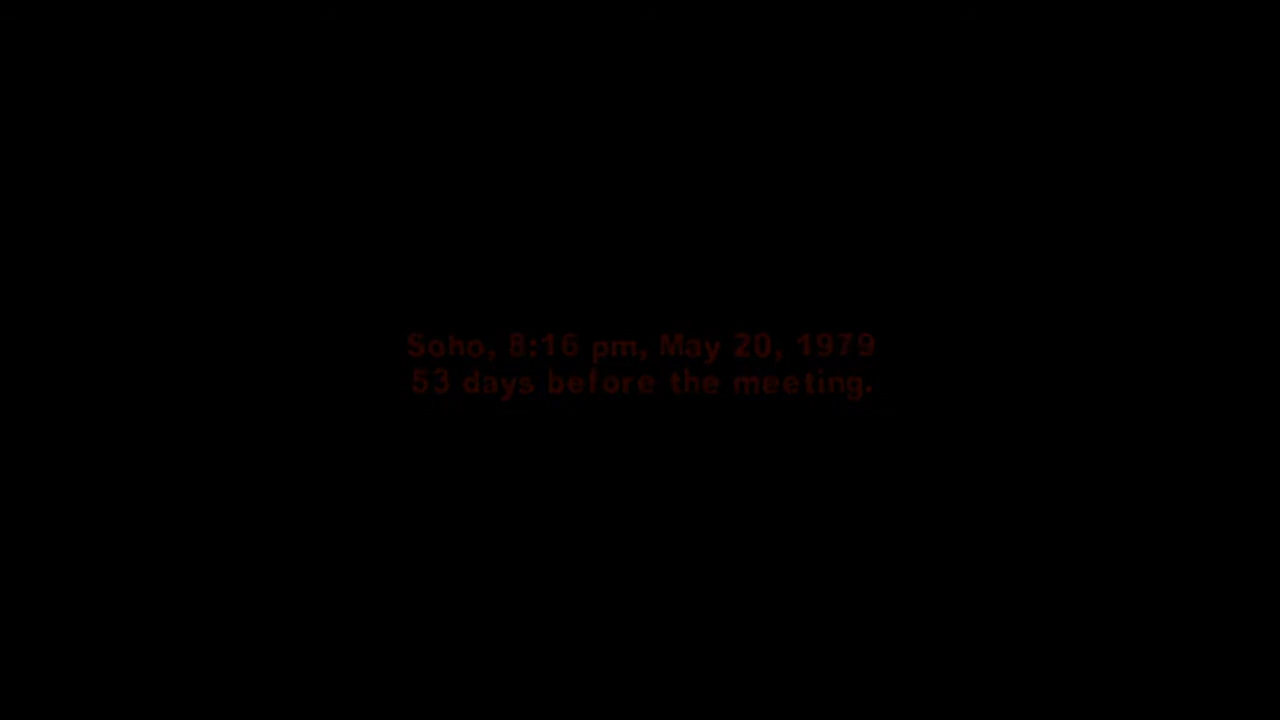 Soho, 8:16 pm, May 20, 1979
53 days before the meeting.